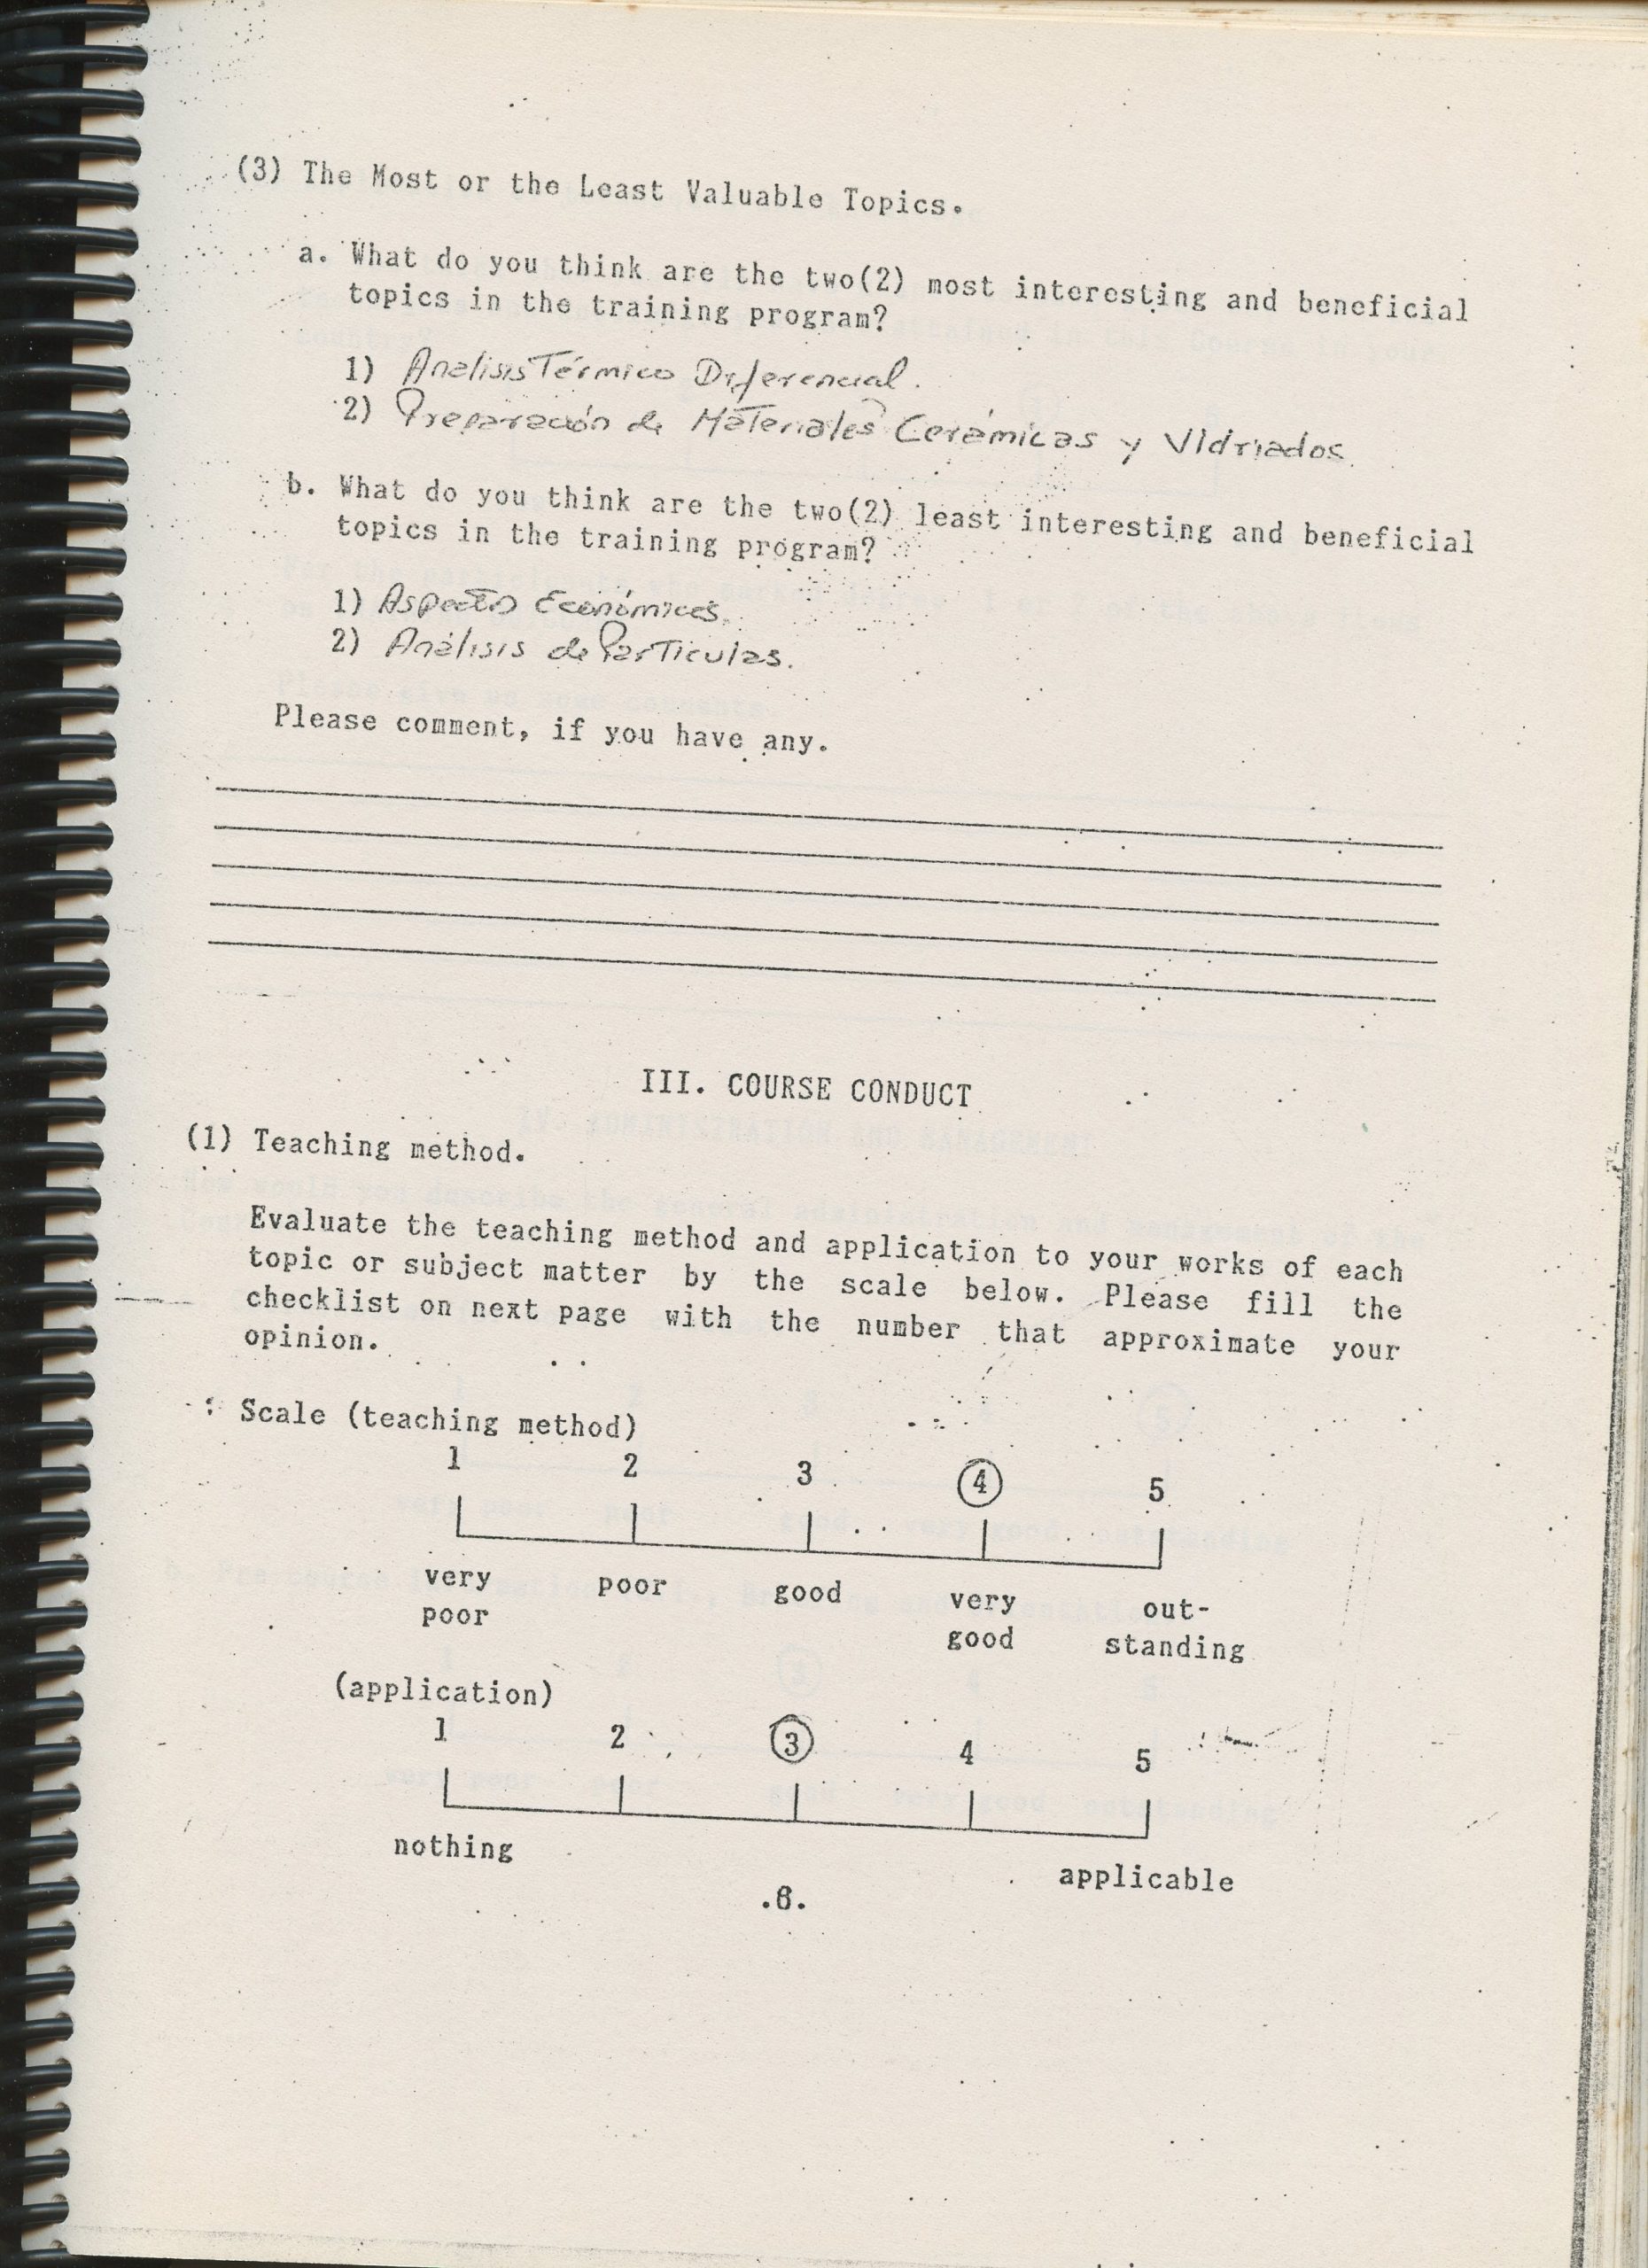 (3) The Most or the Least Valuable Topics.
a. What do you think are the two(2) most interesting and beneficial
topics in the training program?
1) Análisis Térmico Diferencial.
2) Preparación de Materiales Cerámicas y Vidriados.
b. What do you think are the two(2) least interesting and beneficial
topics in the training program?
1) Aspectos Económicos.
2) Análisis de Partículas.
Please comment, if you have any.
III. COURSE CONDUCT
(1) Teaching method.
Evaluate the teaching method and application to your works of each
topic or subject matter by the scale below. Please fill the
checklist on next page with the number that approximate your
opinion.
Scale (teaching method)
1 2 3 4 5
very poor good very out-
poor good standing
(application)
1 2 3 4 5
nothing applicable
.6.